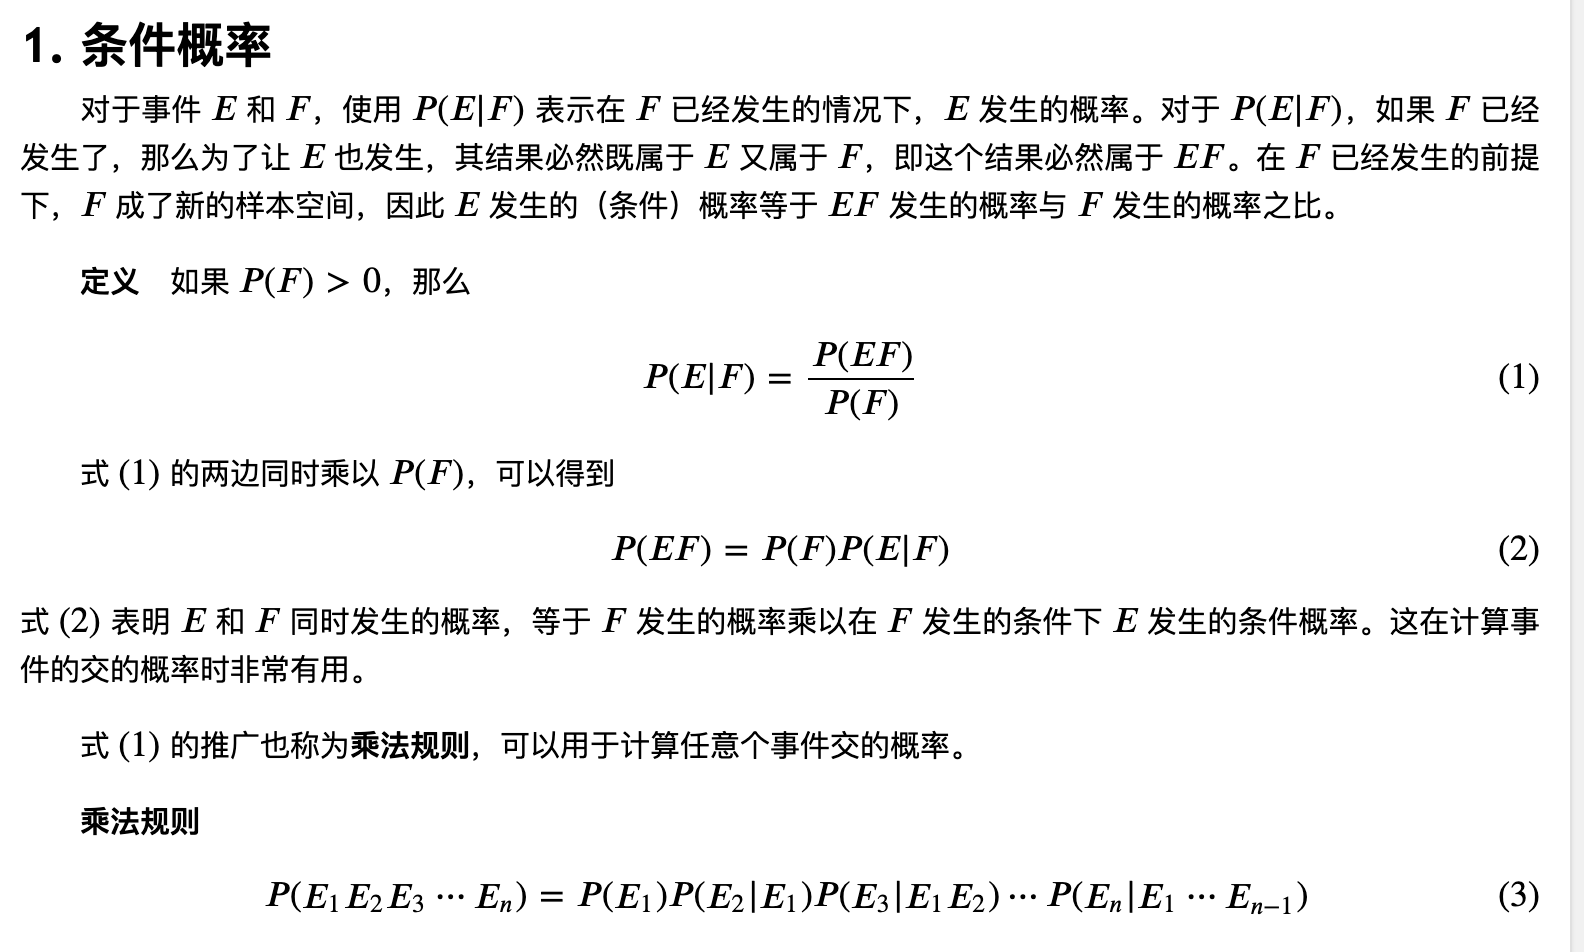 1. 条件概率
对于事件 E 和 F，使用 P(E|F) 表示在 F 已经发生的情况下，E 发生的概率。对于 P(E|F)，如果 F 已经
发生了，那么为了让 E 也发生，其结果必然既属于 E 又属于 F，即这个结果必然属于 EF。在 F 已经发生的前提
下，F 成了新的样本空间，因此 E 发生的（条件）概率等于 EF 发生的概率与 F 发生的概率之比。
定义 如果 P(F) > 0，那么
P(E|F) = \frac{P(EF)}{P(F)} (1)
式 (1) 的两边同时乘以 P(F)，可以得到
P(EF) = P(F)P(E|F) (2)
式 (2) 表明 E 和 F 同时发生的概率，等于 F 发生的概率乘以在 F 发生的条件下 E 发生的条件概率。这在计算事
件的交的概率时非常有用。
式 (1) 的推广也称为乘法规则，可以用于计算任意个事件交的概率。
乘法规则
P(E_1 E_2 E_3 ⋯ E_n) = P(E_1)P(E_2|E_1)P(E_3|E_1 E_2) ⋯ P(E_n|E_1 ⋯ E_{n−1}) (3)